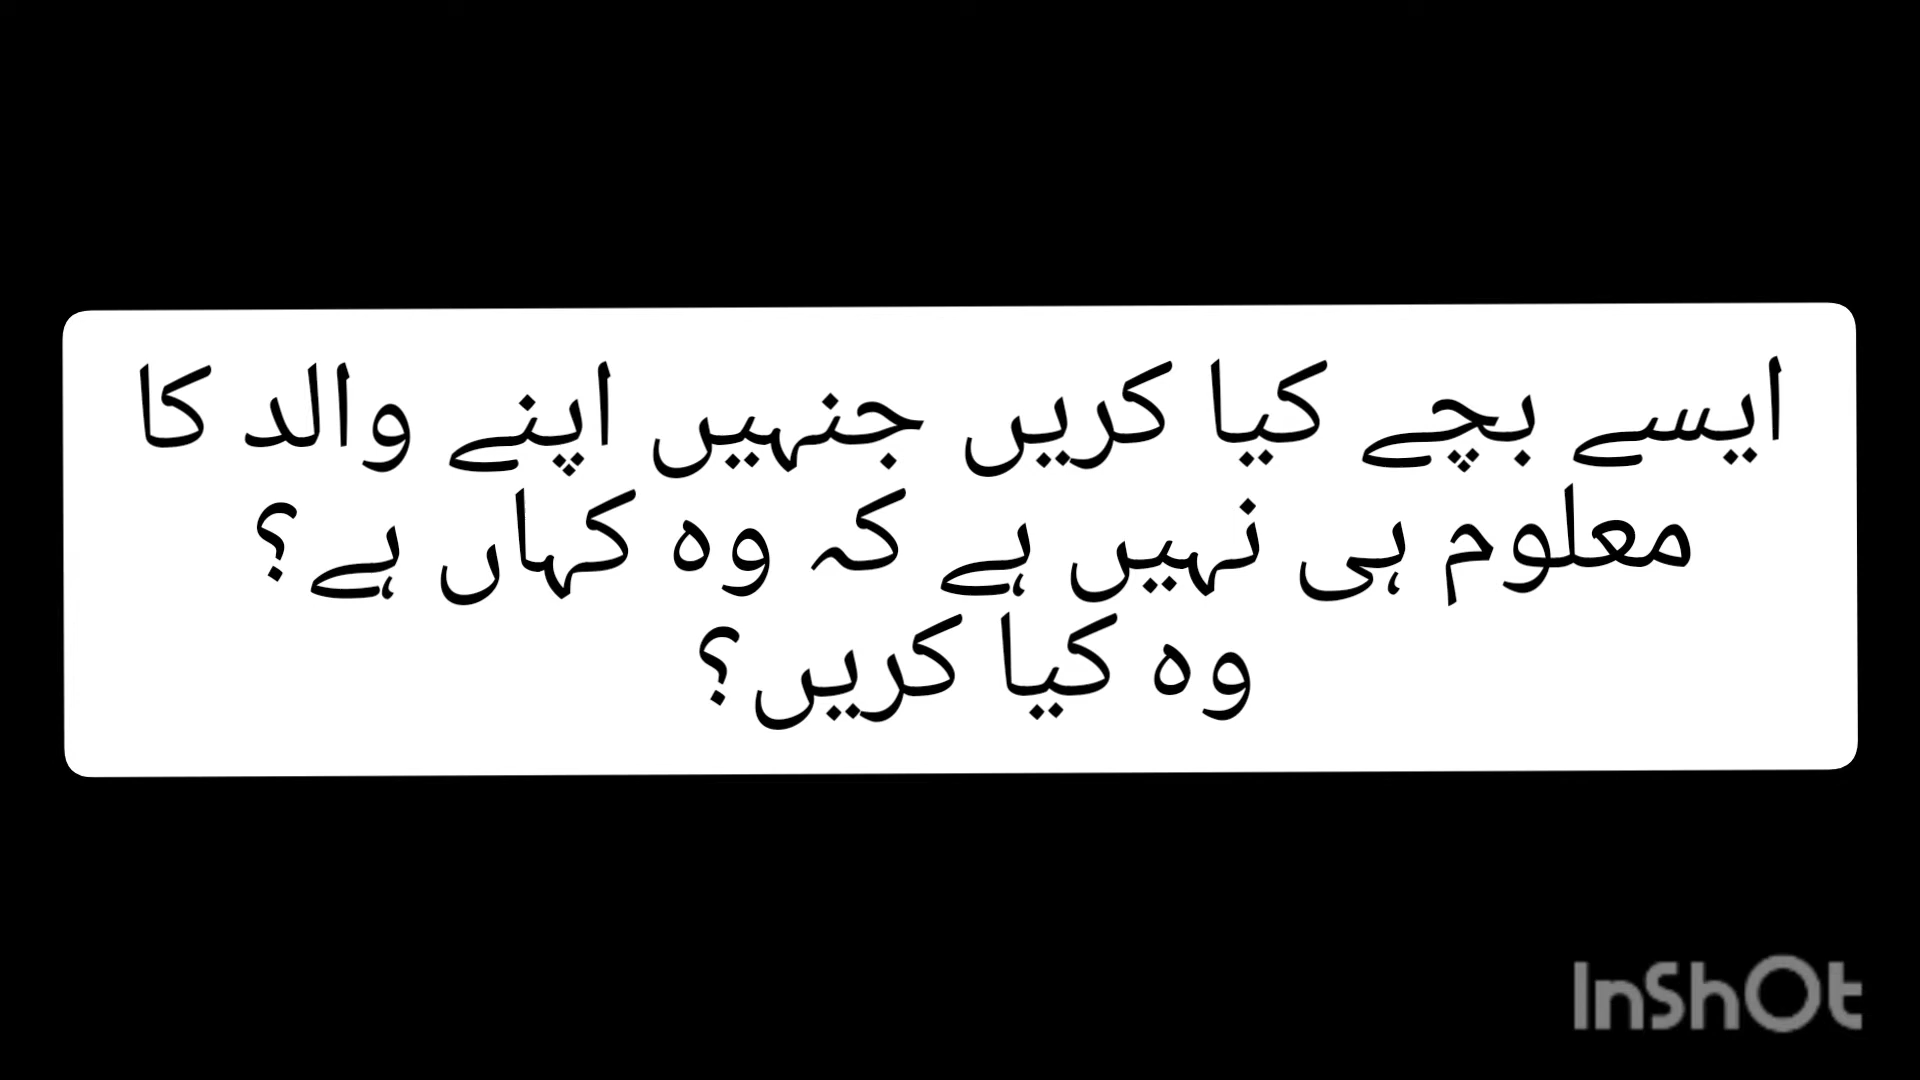 ایسے بچے کیا کریں جنہیں اپنے والد کا
معلوم ہی نہیں ہے کہ وہ کہاں ہے؟
وہ کیا کریں؟
InShOt